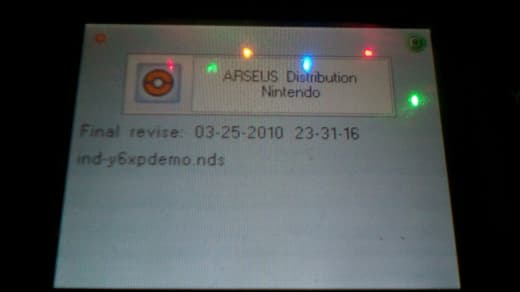 ARSEUS Distribution
Nintendo
Final revise: 03-25-2010 23-31-16
ind-y6xpdemo.nds